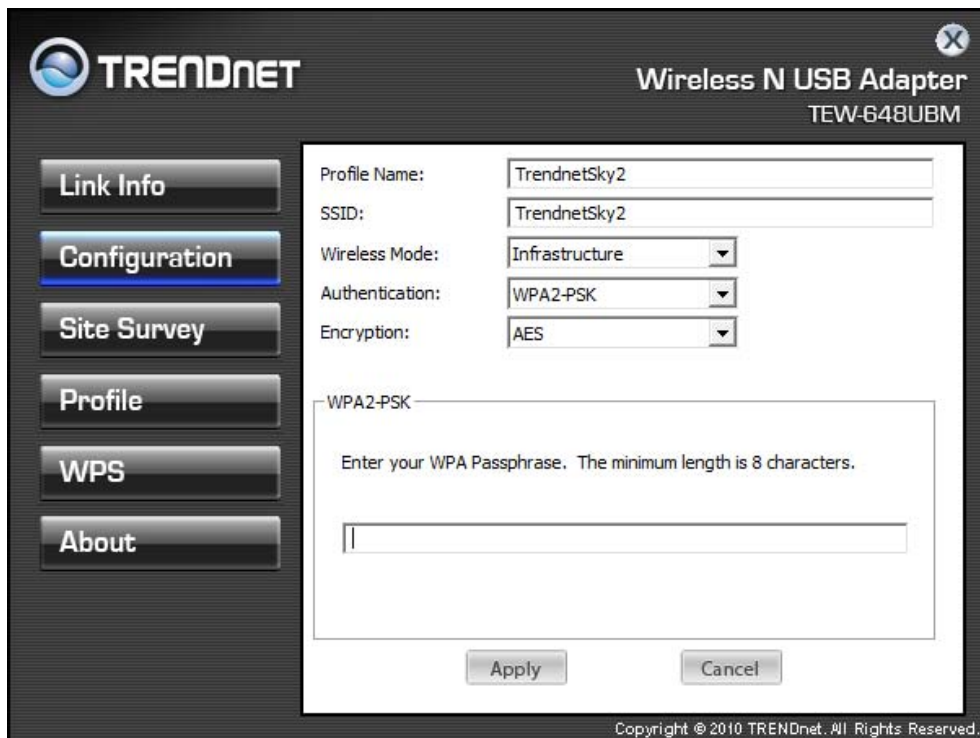 TRENDNET
X
Wireless N USB Adapter
TEW-648UBM
Link Info
Configuration
Site Survey
Profile
WPS
About
Profile Name: TrendnetSky2
SSID: TrendnetSky2
Wireless Mode: Infrastructure
Authentication: WPA2-PSK
Encryption: AES
WPA2-PSK
Enter your WPA Passphrase. The minimum length is 8 characters.
Apply Cancel
Copyright © 2010 TRENDnet. All Rights Reserved